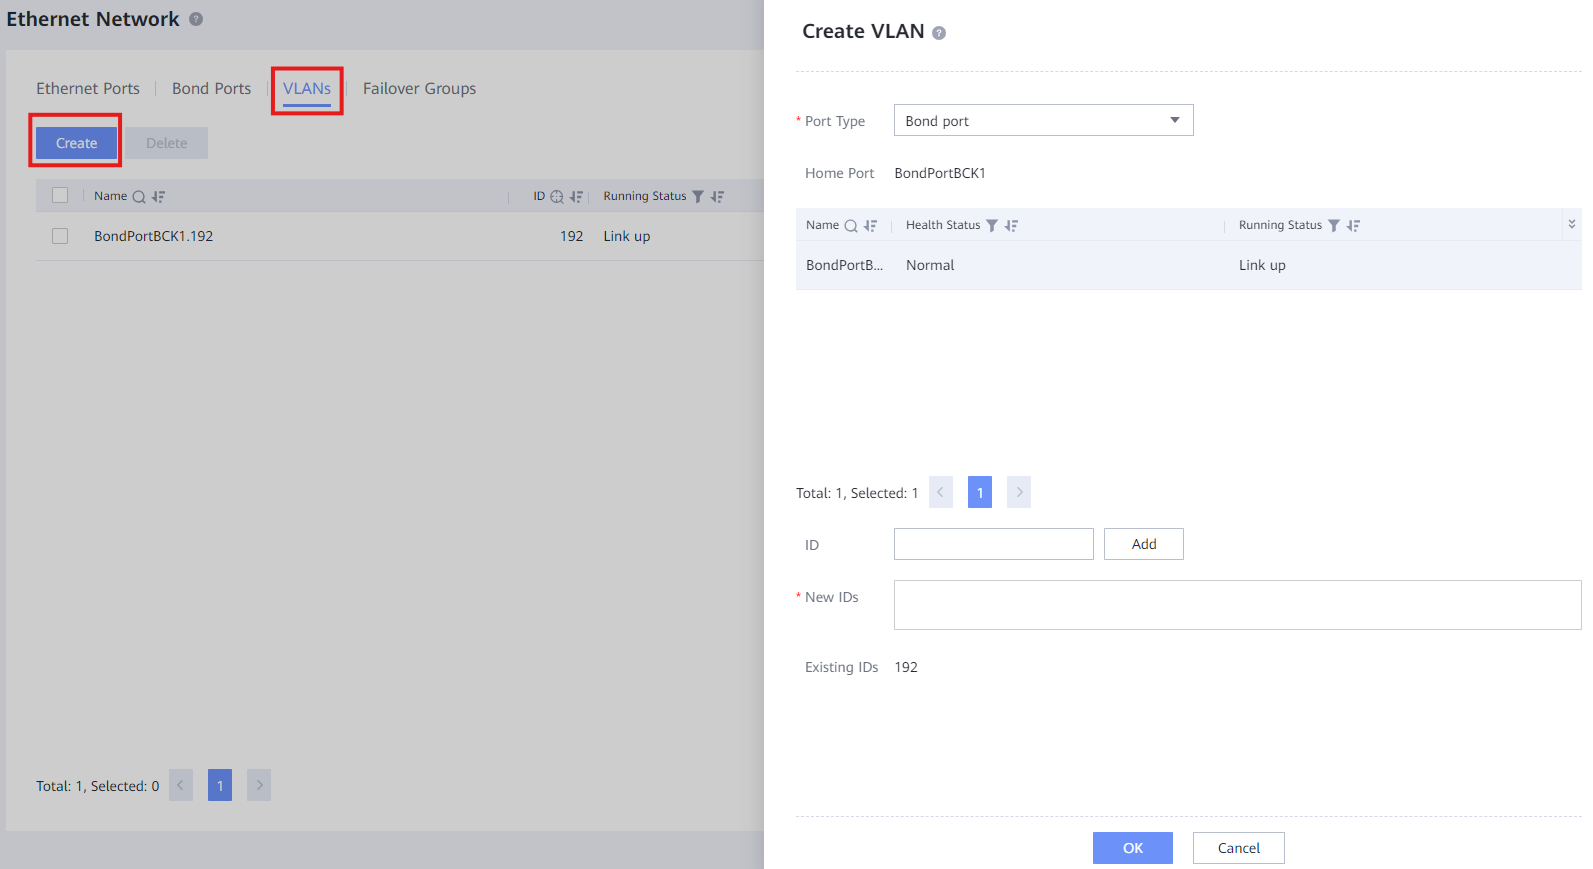 Ethernet Network ?
Ethernet Ports | Bond Ports | VLANs | Failover Groups
Create Delete
Name ID Running Status
BondPortBCK1.192 192 Link up
Total: 1, Selected: 0 < 1 >
Create VLAN ?
* Port Type Bond port
Home Port BondPortBCK1
Name Health Status Running Status
BondPortB... Normal Link up
Total: 1, Selected: 1 < 1 >
ID Add
* New IDs
Existing IDs 192
OK Cancel